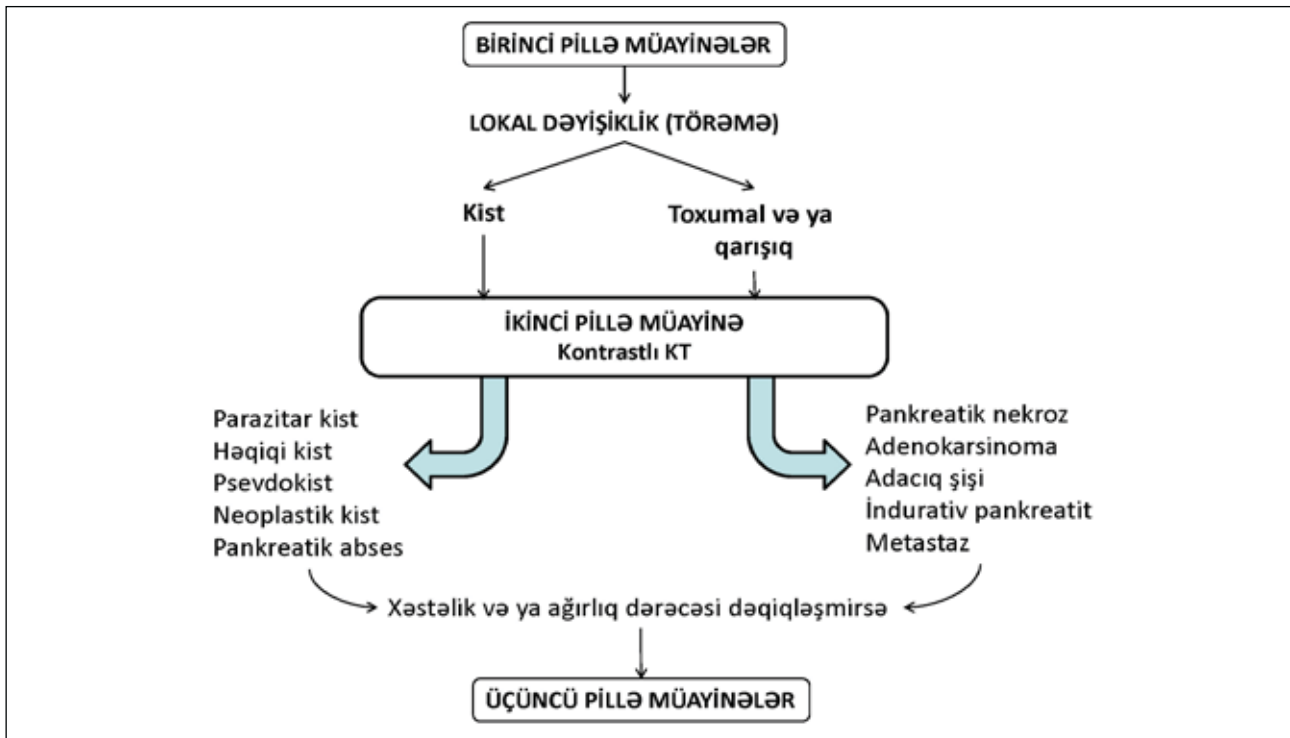 BİRİNCİ PİLLƏ MÜAYİNƏLƏR
LOKAL DƏYİŞİKLİK (TÖRƏMƏ)
Kist
Toxumal və ya
qarışıq
İKİNCİ PİLLƏ MÜAYİNƏ
Kontrastlı KT
Parazitar kist
Həqiqi kist
Psevdokist
Neoplastik kist
Pankreatik abses
Pankreatik nekroz
Adenokarsinoma
Adacıq şişi
İndurativ pankreatit
Metastaz
Xəstəlik və ya ağırlıq dərəcəsi dəqiqləşmirsə
ÜÇÜNCÜ PİLLƏ MÜAYİNƏLƏR